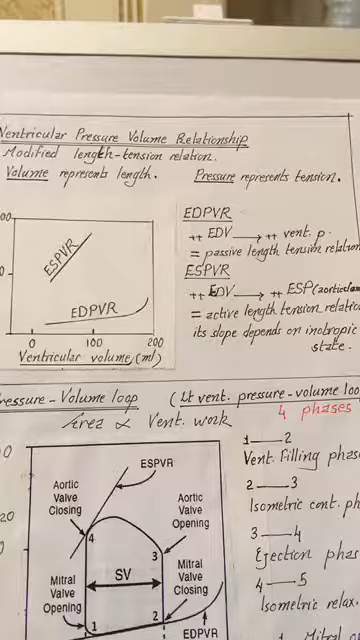 Ventricular Pressure Volume Relationship
Modified length-tension relation.
Volume represents length. Pressure represents tension.
ESPVR
EDPVR
0 100 200
Ventricular volume (ml)
EDPVR
++ EDV → ++ vent. p.
= passive length tension relation
ESPVR
++ EDV → ++ ESP
= active length tension
its slope depends on inotropic
state.
Pressure - Volume loop (Lt vent. pressure-volume loop
Area ∝ Vent. work
4 phases
ESPVR
Aortic
Valve
Closing
4
Aortic
Valve
Opening
3
SV
Mitral
Valve
Opening
1
Mitral
Valve
Closing
2
EDPVR
1 — 2
Vent. filling phase
2 — 3
Isometric cont. ph
3 — 4
Ejection phas
4 — 5
Isometric relax.